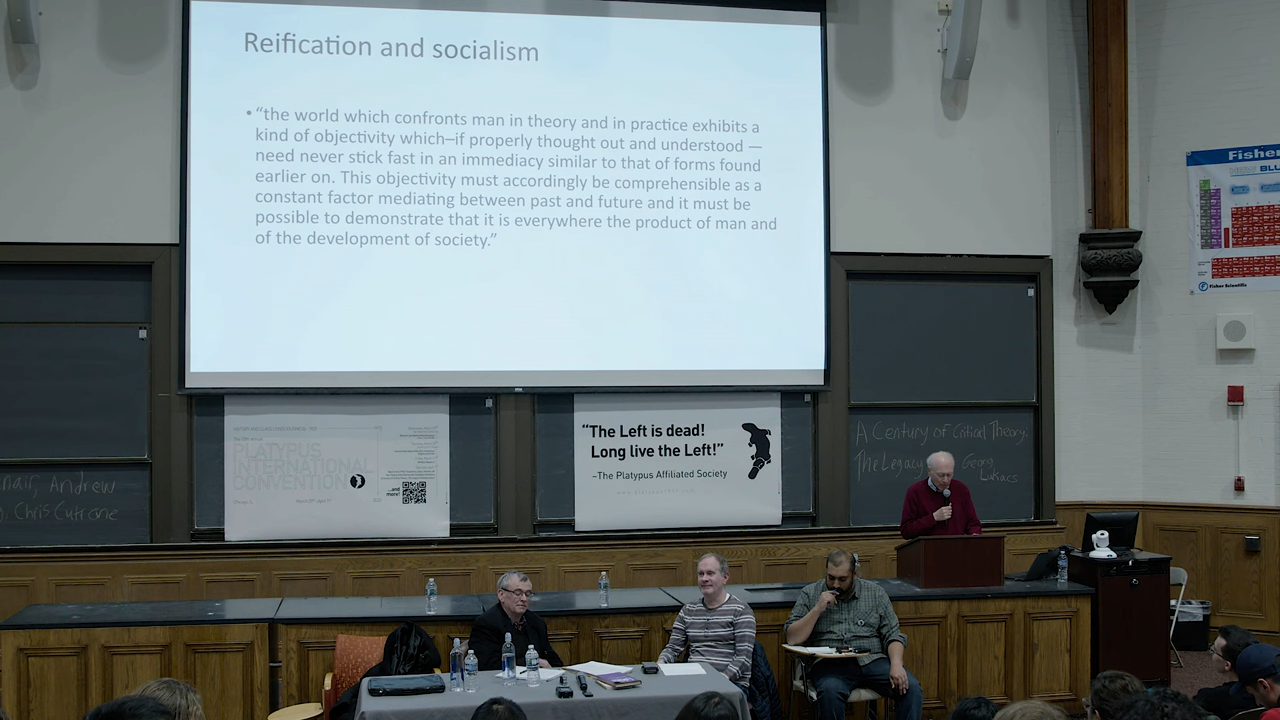 Reification and socialism
• “the world which confronts man in theory and in practice exhibits a
kind of objectivity which–if properly thought out and understood —
need never stick fast in an immediacy similar to that of forms found
earlier on. This objectivity must accordingly be comprehensible as a
constant factor mediating between past and future and it must be
possible to demonstrate that it is everywhere the product of man and
of the development of society.”
Fisher
Fisher Scientific
PLATYPUS
INTERNATIONAL
CONVENTION
and
more!
“The Left is dead!
Long live the Left!”
–The Platypus Affiliated Society
A Century of Critical Theory:
The Legacy of Georg
Lukacs
Andrew
Chris Cutrone